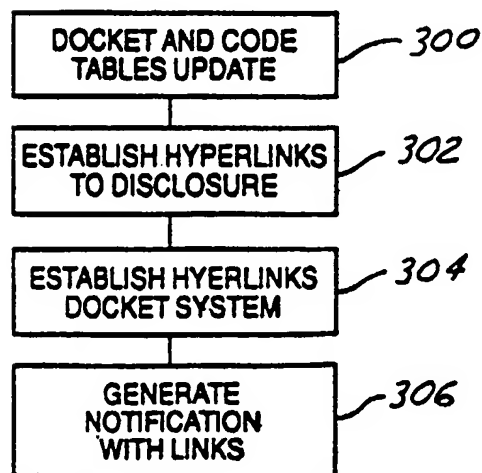 DOCKET AND CODE
TABLES UPDATE
300
ESTABLISH HYPERLINKS
TO DISCLOSURE
302
ESTABLISH HYERLINKS
DOCKET SYSTEM
304
GENERATE
NOTIFICATION
WITH LINKS
306